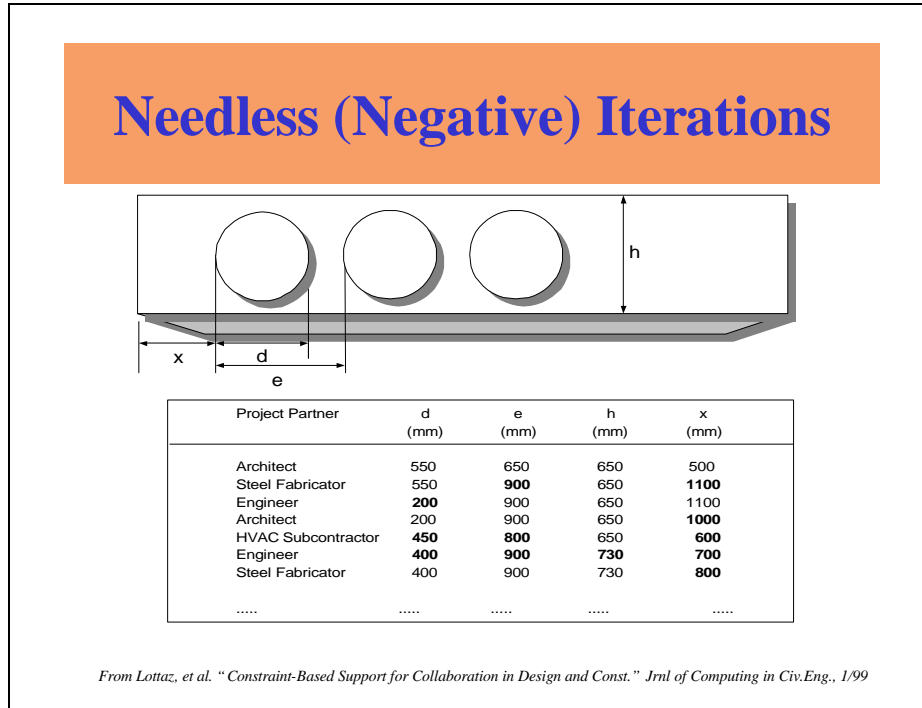 Needless (Negative) Iterations
h
x
d
e
Project Partner d e h x
(mm) (mm) (mm) (mm)
Architect 550 650 650 500
Steel Fabricator 550 900 650 1100
Engineer 200 900 650 1100
Architect 200 900 650 1000
HVAC Subcontractor 450 800 650 600
Engineer 400 900 730 700
Steel Fabricator 400 900 730 800
..... ..... ..... ..... .....
From Lottaz, et al. “ Constraint-Based Support for Collaboration in Design and Const.” Jrnl of Computing in Civ.Eng., 1/99